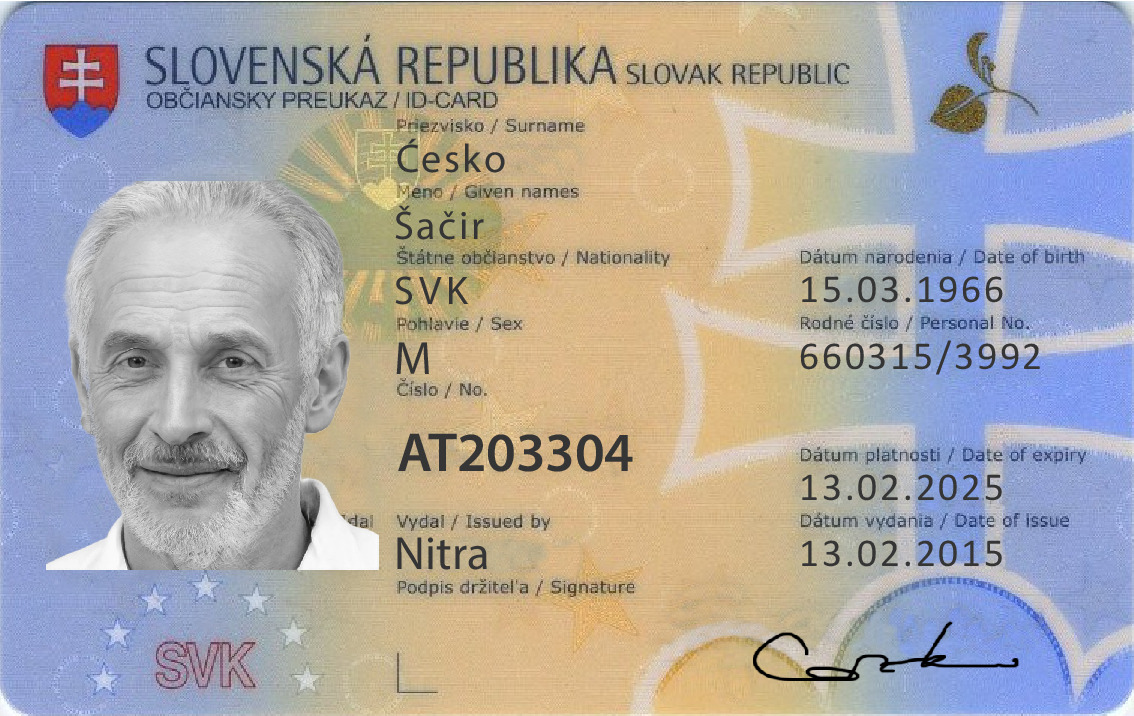 SLOVENSKÁ REPUBLIKA SLOVAK REPUBLIC
OBČIANSKY PREUKAZ / ID-CARD
Priezvisko / Surname
Ćesko
Meno / Given names
Šačir
Štátne občianstvo / Nationality
SVK
Dátum narodenia / Date of birth
15.03.1966
Pohlavie / Sex
M
Rodné číslo / Personal No.
660315/3992
Číslo / No.
AT203304
Dátum platnosti / Date of expiry
13.02.2025
Vydal / Issued by
Nitra
Dátum vydania / Date of issue
13.02.2015
Podpis držiteľa / Signature
SVK